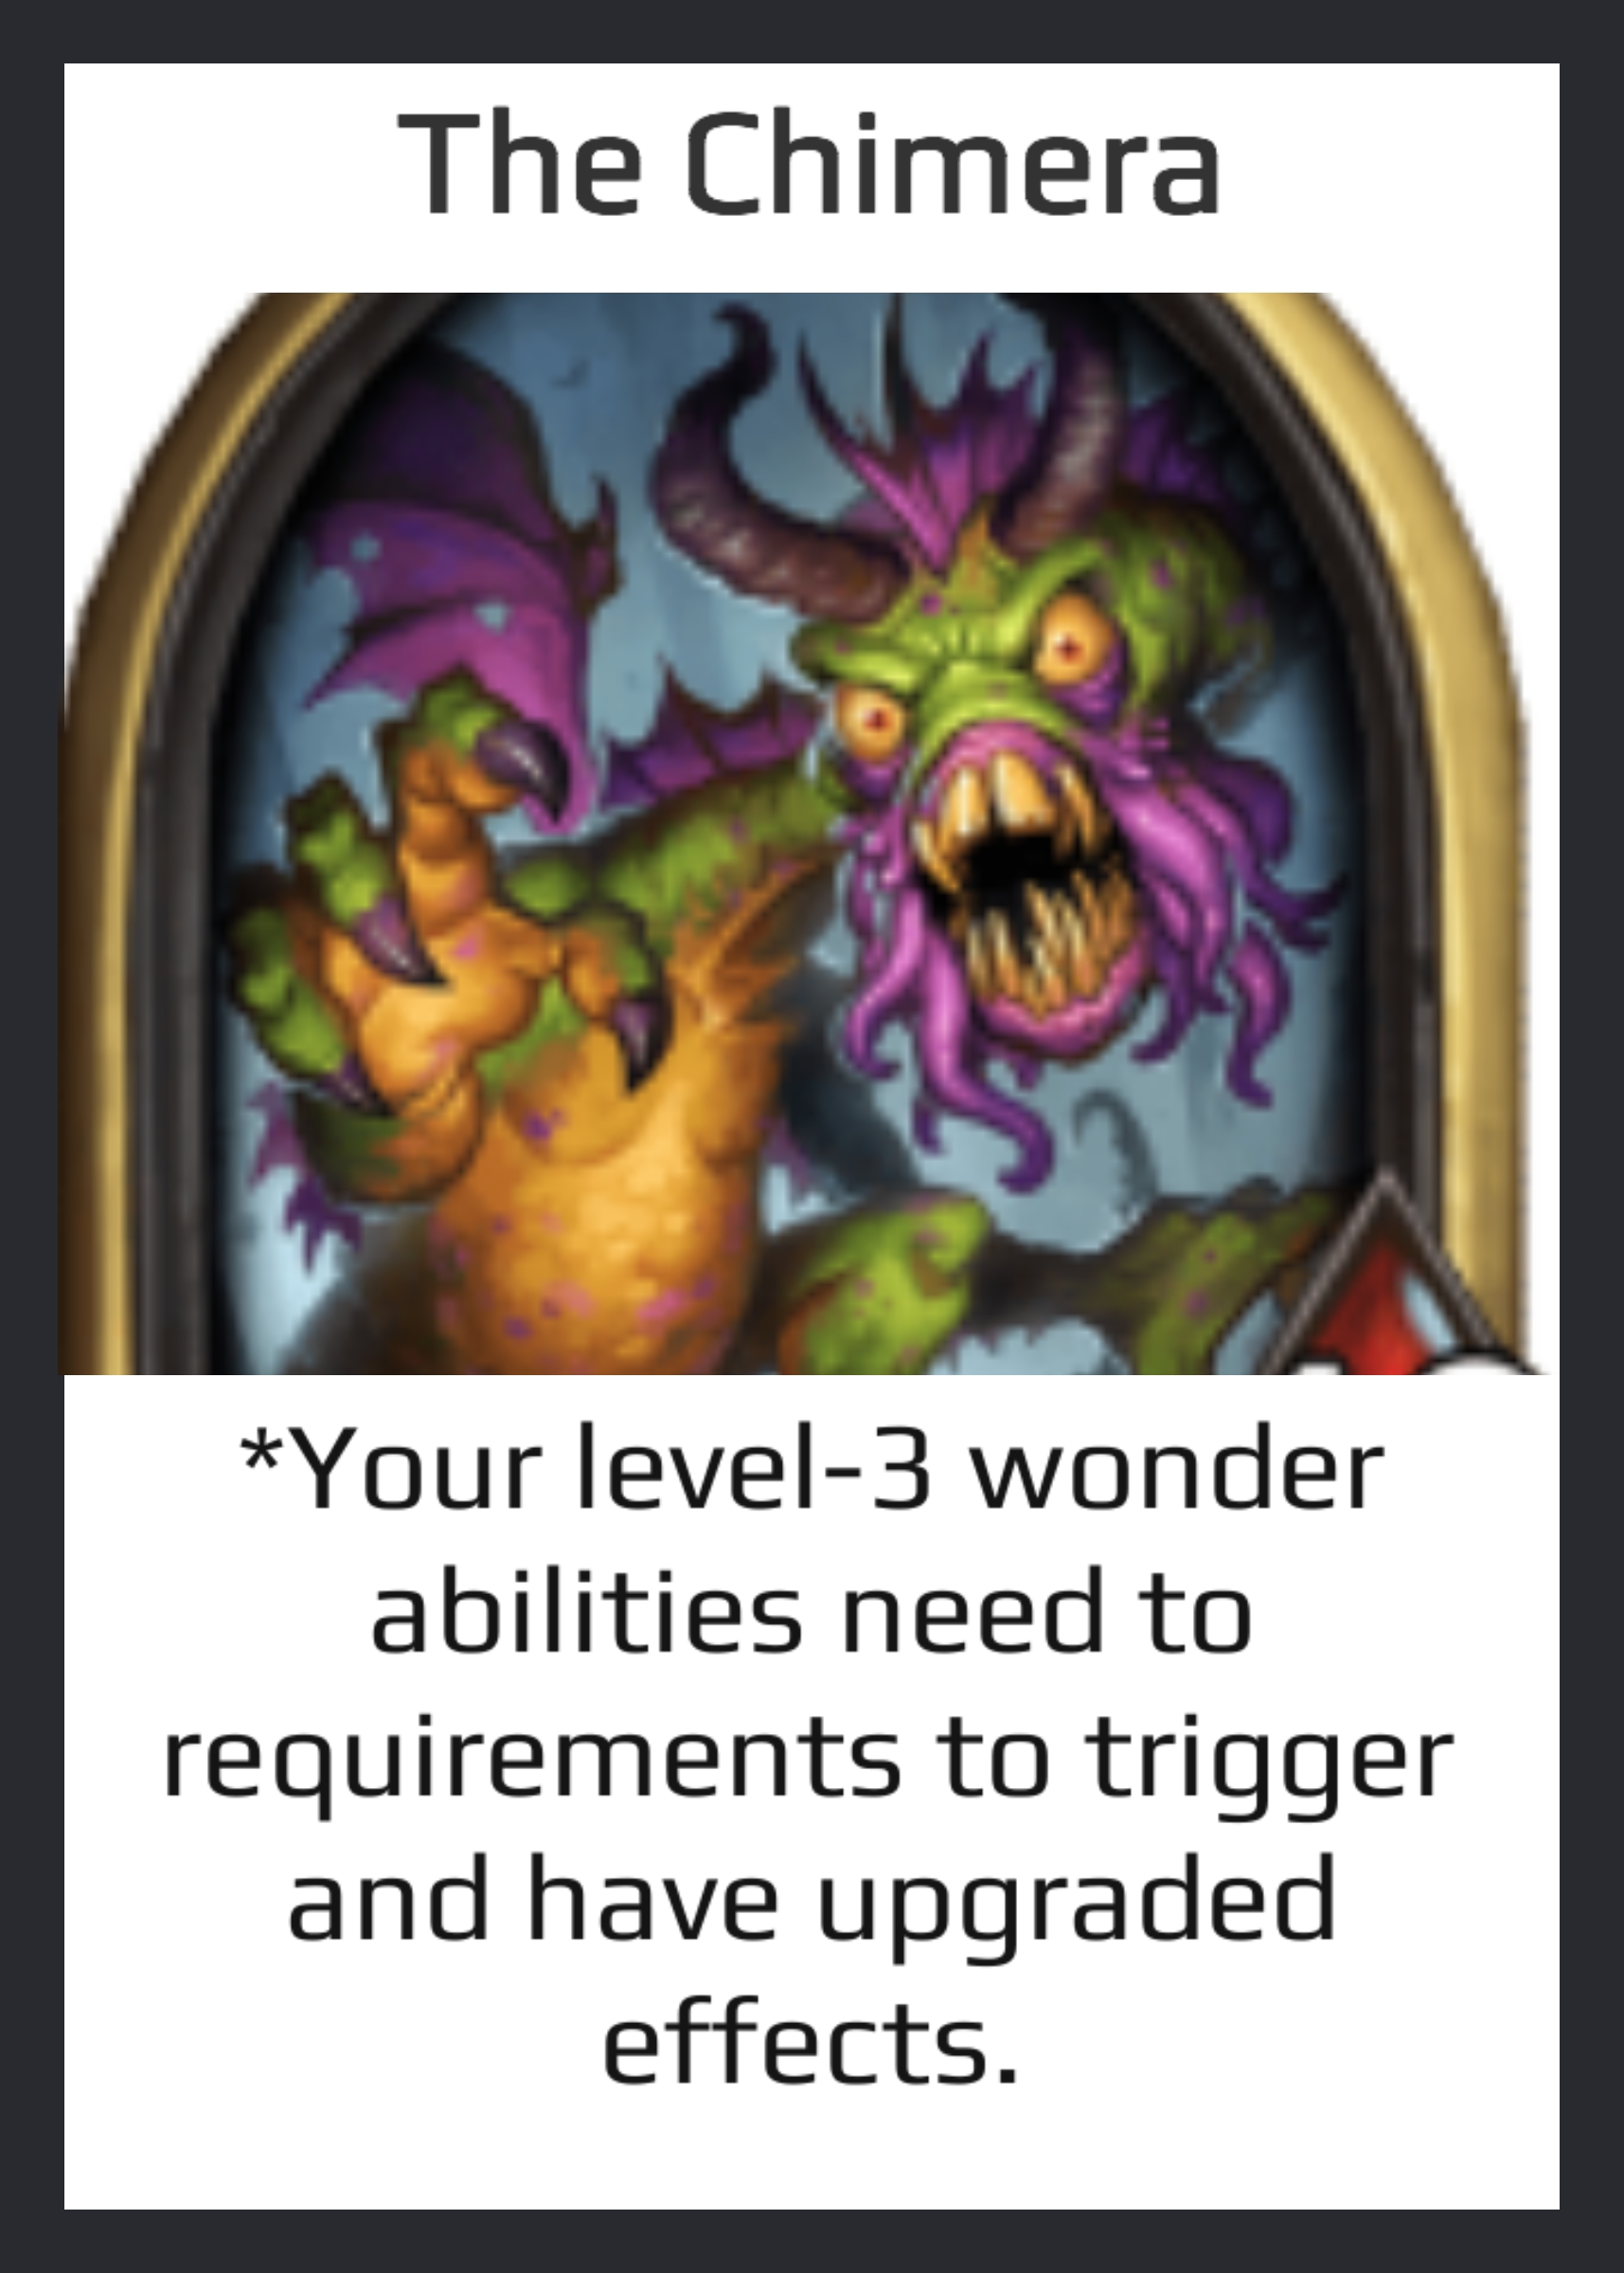 The Chimera
*Your level-3 wonder
abilities need to
requirements to trigger
and have upgraded
effects.